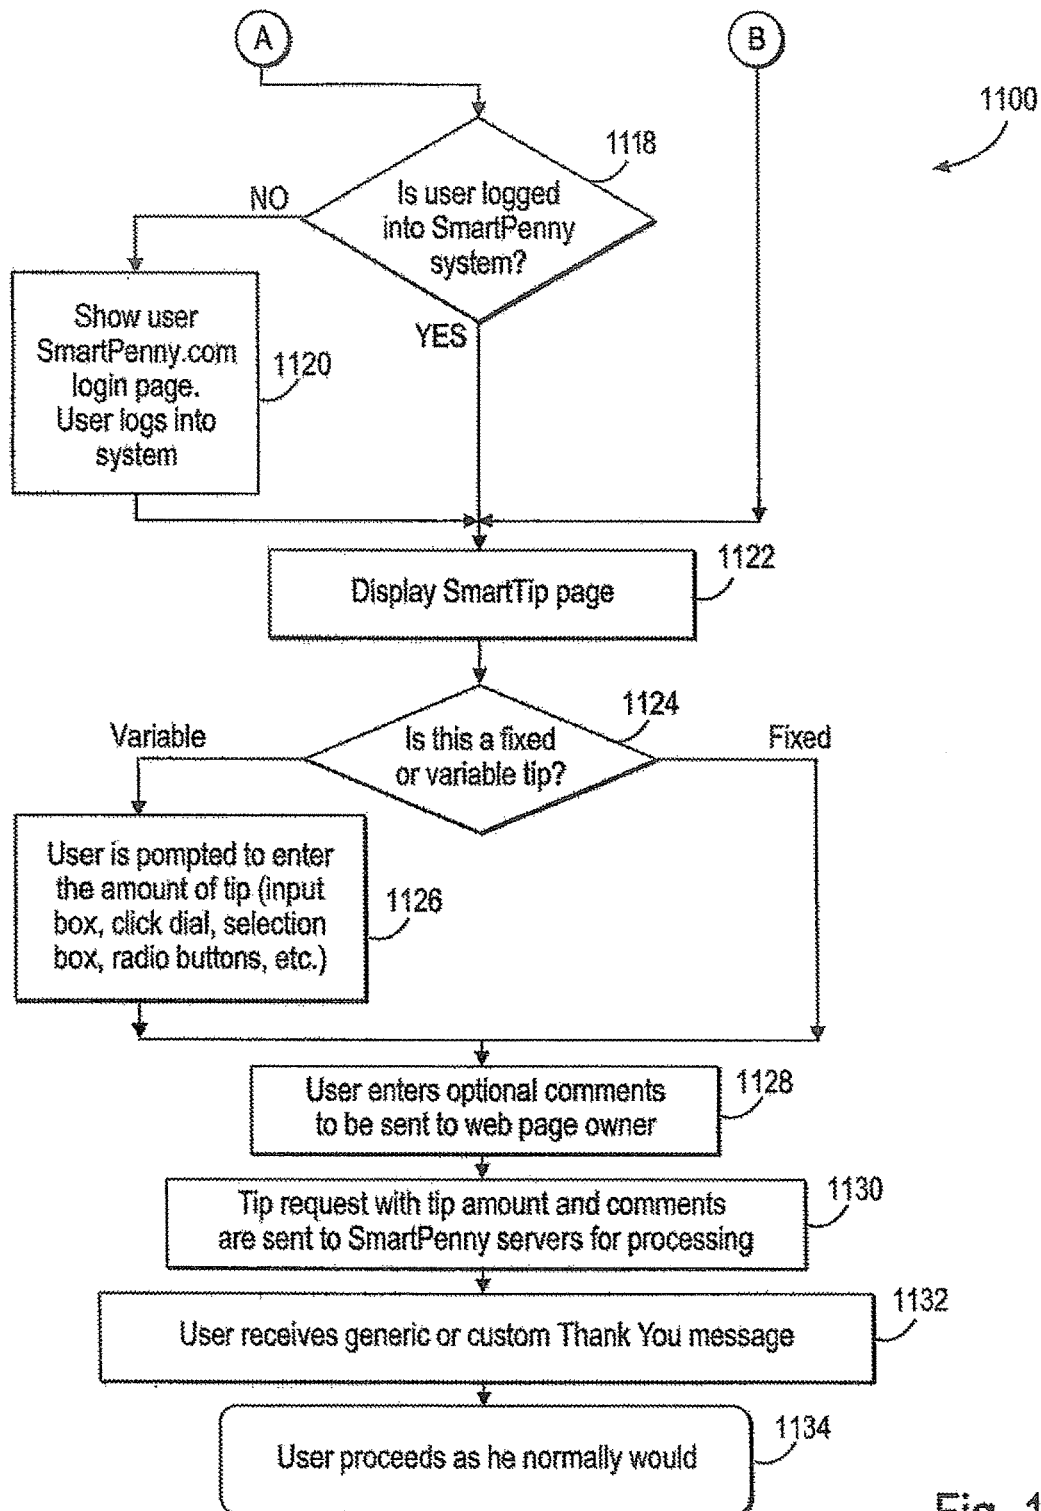 A
B
1100
1118
Is user logged
into SmartPenny
system?
NO
YES
Show user
SmartPenny.com
login page.
User logs into
system
1120
1122
Display SmartTip page
1124
Is this a fixed
or variable tip?
Variable
Fixed
User is pompted to enter
the amount of tip (input
box, click dial, selection
box, radio buttons, etc.)
1126
User enters optional comments
to be sent to web page owner
1128
Tip request with tip amount and comments
are sent to SmartPenny servers for processing
1130
User receives generic or custom Thank You message
1132
User proceeds as he normally would
1134
Fig. 1